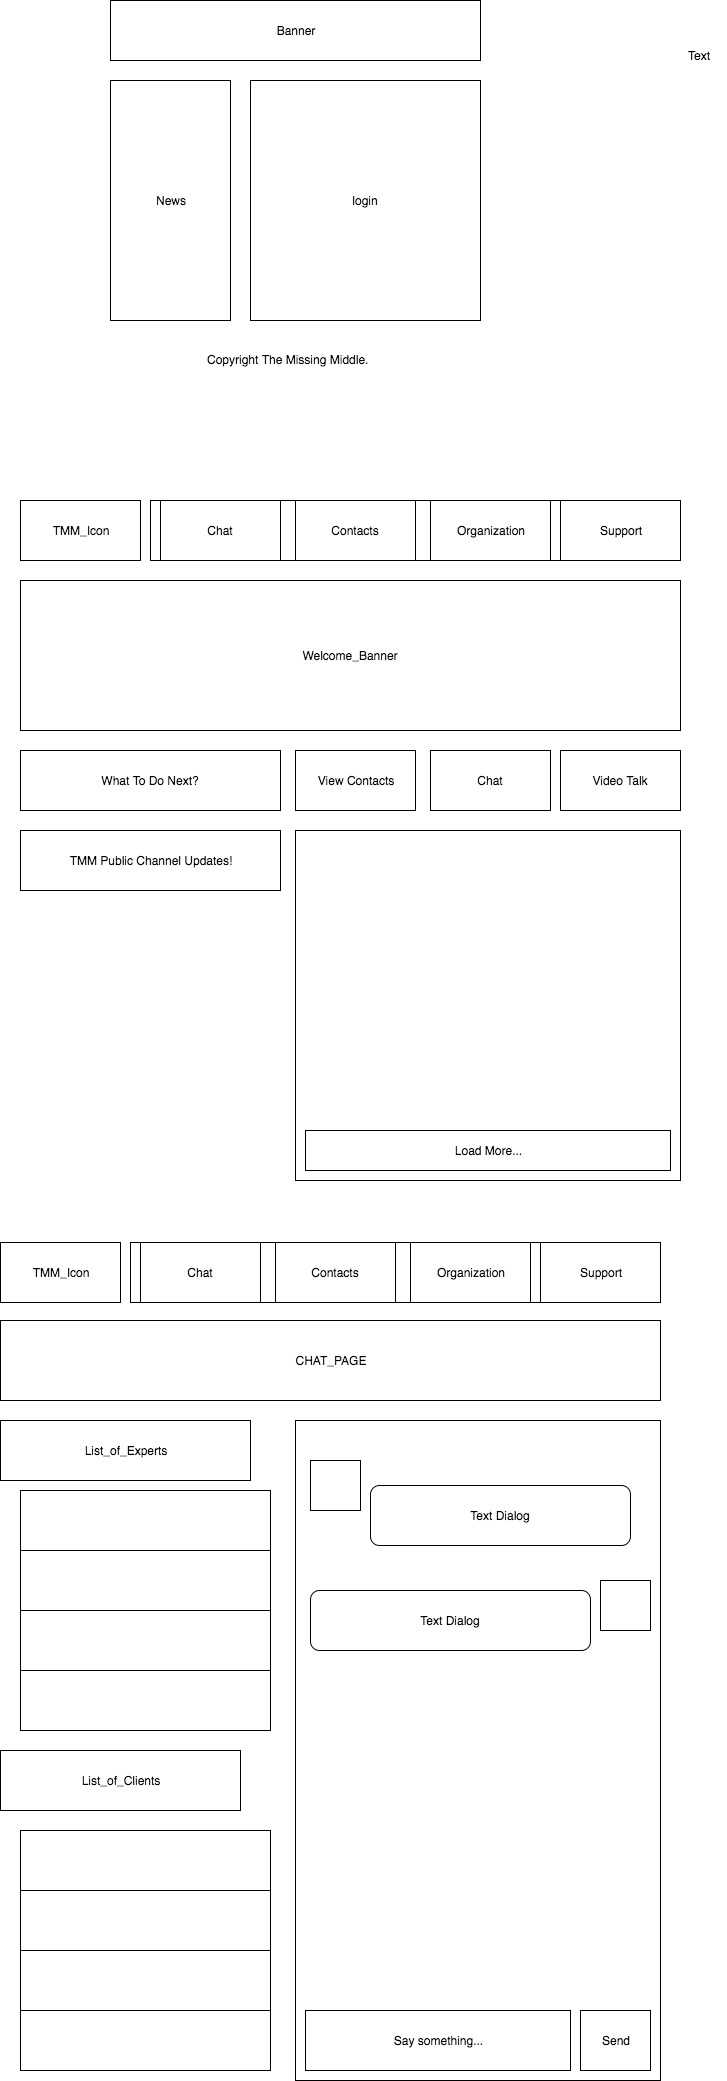 Banner
Text
News
login
Copyright The Missing Middle.
TMM_Icon
Chat
Contacts
Organization
Support
Welcome_Banner
What To Do Next?
View Contacts
Chat
Video Talk
TMM Public Channel Updates!
Load More...
TMM_Icon
Chat
Contacts
Organization
Support
CHAT_PAGE
List_of_Experts
Text Dialog
Text Dialog
List_of_Clients
Say something...
Send